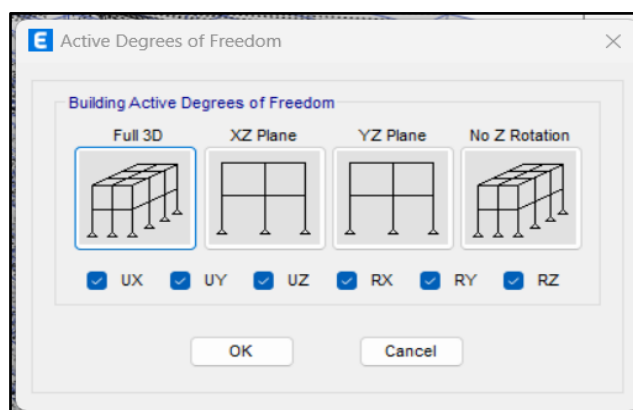 E Active Degrees of Freedom
Building Active Degrees of Freedom
Full 3D XZ Plane YZ Plane No Z Rotation
UX UY UZ RX RY RZ
OK Cancel